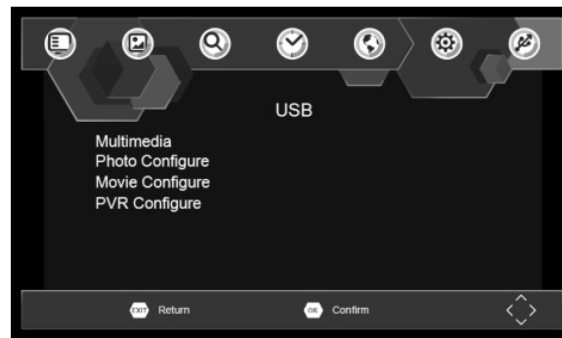 USB
Multimedia
Photo Configure
Movie Configure
PVR Configure
EXIT Return OK Confirm